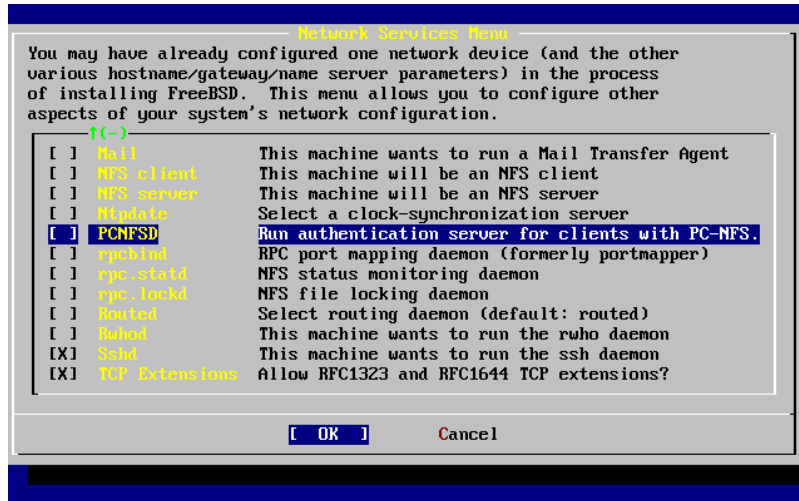 Network Services Menu
You may have already configured one network device (and the other
various hostname/gateway/name server parameters) in the process
of installing FreeBSD.  This menu allows you to configure other
aspects of your system's network configuration.
↑(-)
[ ] Mail            This machine wants to run a Mail Transfer Agent
[ ] NFS client      This machine will be an NFS client
[ ] NFS server      This machine will be an NFS server
[ ] Ntpdate         Select a clock-synchronization server
[ ] PCNFSD          Run authentication server for clients with PC-NFS.
[ ] rpcbind         RPC port mapping daemon (formerly portmapper)
[ ] rpc.statd       NFS status monitoring daemon
[ ] rpc.lockd       NFS file locking daemon
[ ] Routed          Select routing daemon (default: routed)
[ ] Rwhod           This machine wants to run the rwho daemon
[X] Sshd            This machine wants to run the ssh daemon
[X] TCP Extensions  Allow RFC1323 and RFC1644 TCP extensions?
[ OK ] Cancel